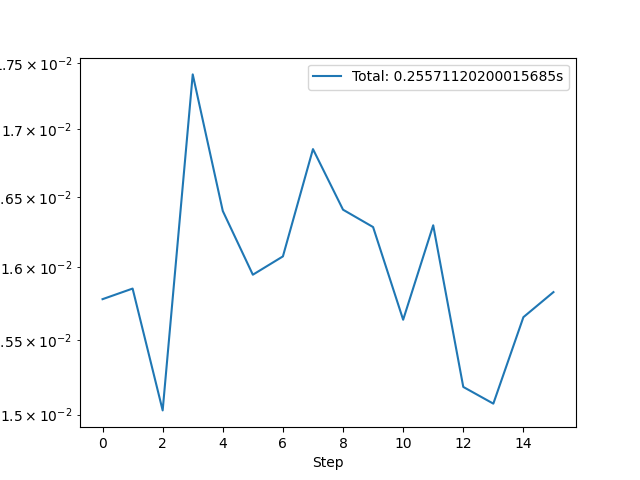 Total: 0.25571120200015685s
.75 × 10⁻²
1.7 × 10⁻²
.65 × 10⁻²
1.6 × 10⁻²
.55 × 10⁻²
1.5 × 10⁻²
0 2 4 6 8 10 12 14
Step